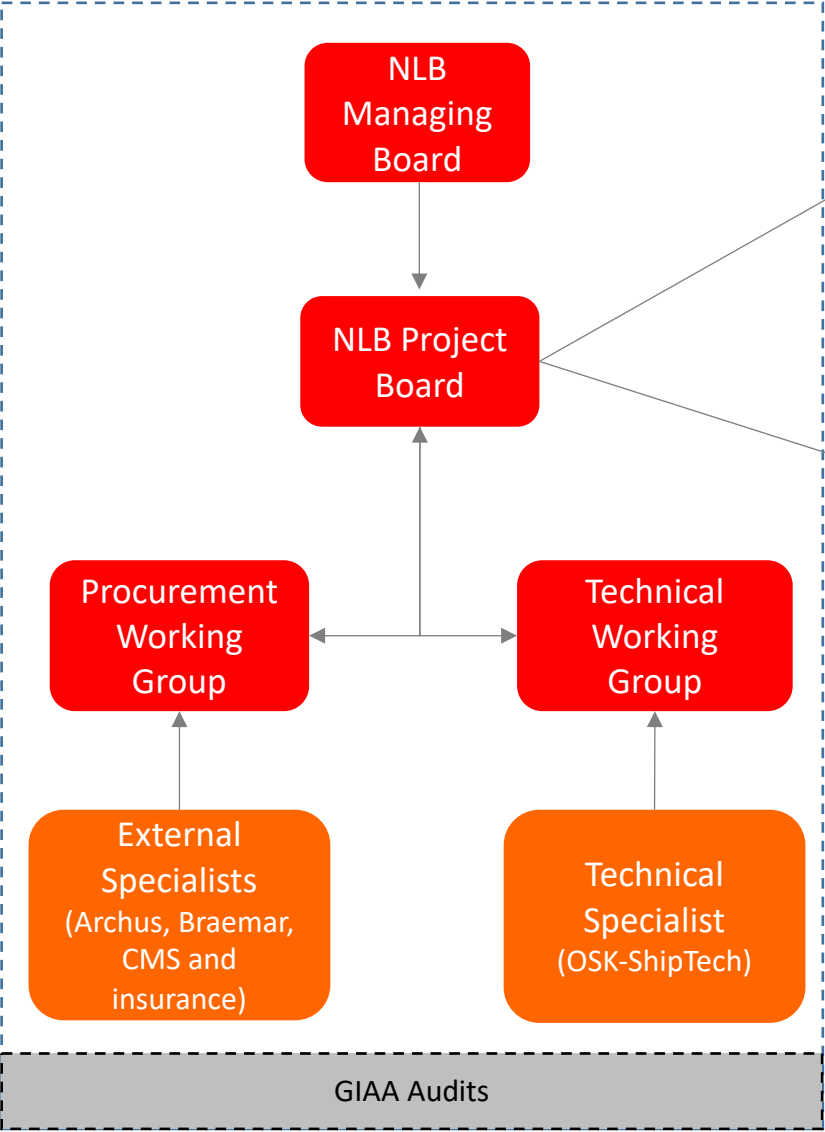 NLB
Managing
Board
NLB Project
Board
Procurement
Working
Group
Technical
Working
Group
External
Specialists
(Archus, Braemar,
CMS and
insurance)
Technical
Specialist
(OSK-ShipTech)
GIAA Audits